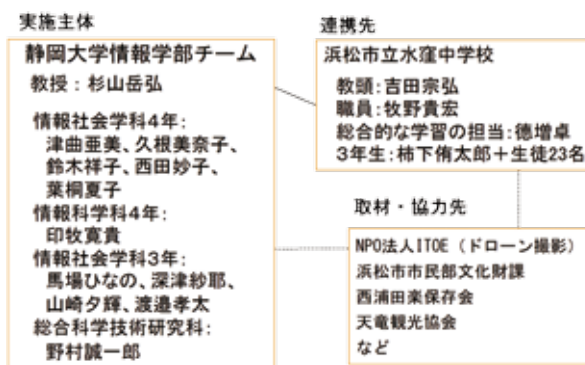 実施主体
静岡大学情報学部チーム
教授：杉山岳弘
情報社会学科4年：
津曲亜美、久根美奈子、
鈴木祥子、西田妙子、
葉桐夏子
情報科学科4年：
印牧寛貴
情報社会学科3年：
馬場ひなの、深津紗耶、
山崎夕輝、渡邉孝太
総合科学技術研究科：
野村誠一郎
連携先
浜松市立水窪中学校
教頭：吉田宗弘
職員：牧野貴宏
総合的な学習の担当：徳増卓
3年生：柿下侑太郎＋生徒23名
取材・協力先
NPO法人ITOE（ドローン撮影）
浜松市市民部文化財課
西浦田楽保存会
天竜観光協会
など